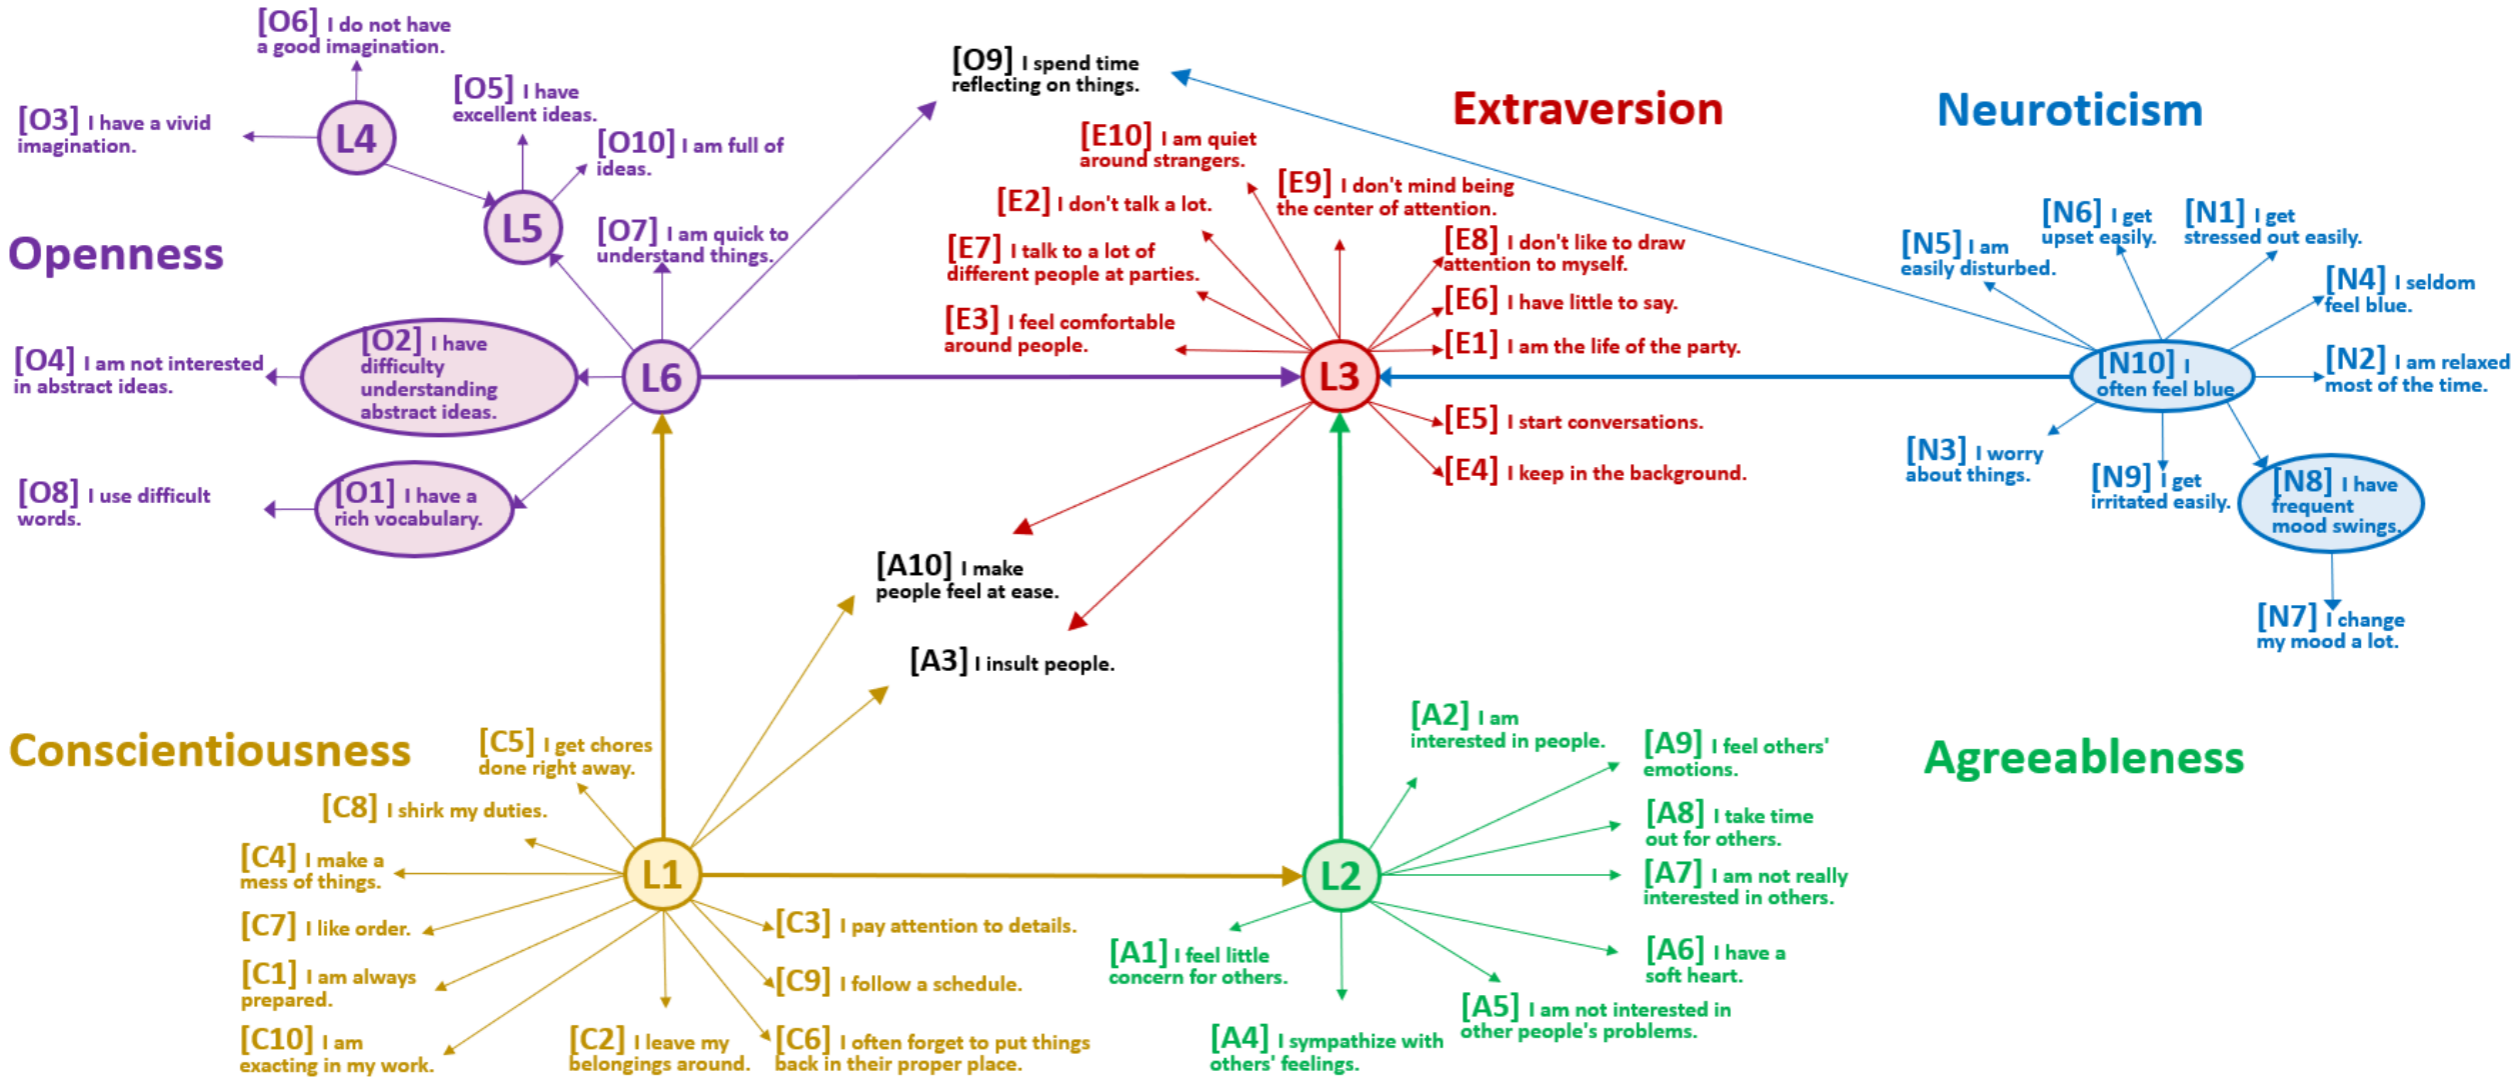 [O6] I do not have
a good imagination.
[O3] I have a vivid
imagination.
L4
[O5] I have
excellent ideas.
[O10] I am full of
ideas.
L5
Openness
[O7] I am quick to
understand things.
[O4] I am not interested
in abstract ideas.
[O2] I have
difficulty
understanding
abstract ideas.
L6
[O8] I use difficult
words.
[O1] I have a
rich vocabulary.
[O9] I spend time
reflecting on things.
Extraversion
[E10] I am quiet
around strangers.
[E9] I don't mind being
the center of attention.
[E2] I don't talk a lot.
[E7] I talk to a lot of
different people at parties.
[E8] I don't like to draw
attention to myself.
[E3] I feel comfortable
around people.
[E6] I have little to say.
[E1] I am the life of the party.
L3
[E5] I start conversations.
[E4] I keep in the background.
Neuroticism
[N5] I am
easily disturbed.
[N6] I get
upset easily.
[N1] I get
stressed out easily.
[N4] I seldom
feel blue.
[N10] I
often feel blue
[N2] I am relaxed
most of the time.
[N3] I worry
about things.
[N9] I get
irritated easily.
[N8] I have
frequent
mood swings.
[N7] I change
my mood a lot.
[A10] I make
people feel at ease.
[A3] I insult people.
Conscientiousness
[C5] I get chores
done right away.
[C8] I shirk my duties.
[C4] I make a
mess of things.
L1
[C7] I like order.
[C1] I am always
prepared.
[C10] I am
exacting in my work.
[C2] I leave my
belongings around.
[C3] I pay attention to details.
[C9] I follow a schedule.
[C6] I often forget to put things
back in their proper place.
Agreeableness
[A2] I am
interested in people.
[A9] I feel others'
emotions.
[A8] I take time
out for others.
L2
[A7] I am not really
interested in others.
[A1] I feel little
concern for others.
[A6] I have a
soft heart.
[A5] I am not interested in
other people's problems.
[A4] I sympathize with
others' feelings.